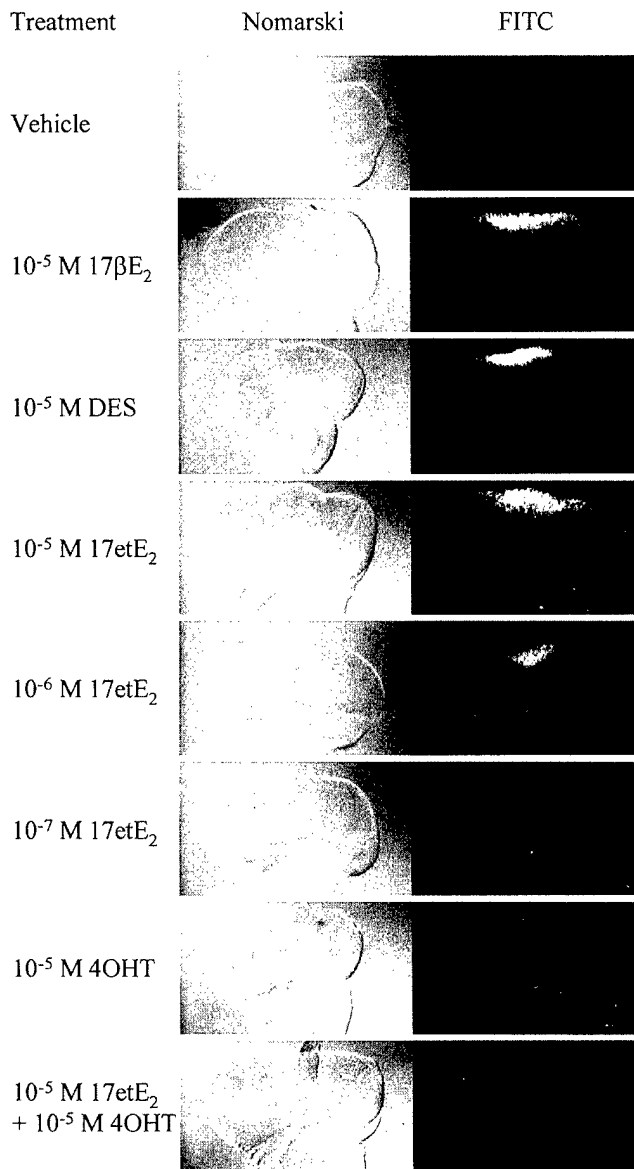 Treatment Nomarski FITC
Vehicle
10⁻⁵ M 17βE₂
10⁻⁵ M DES
10⁻⁵ M 17etE₂
10⁻⁶ M 17etE₂
10⁻⁷ M 17etE₂
10⁻⁵ M 4OHT
10⁻⁵ M 17etE₂
+ 10⁻⁵ M 4OHT